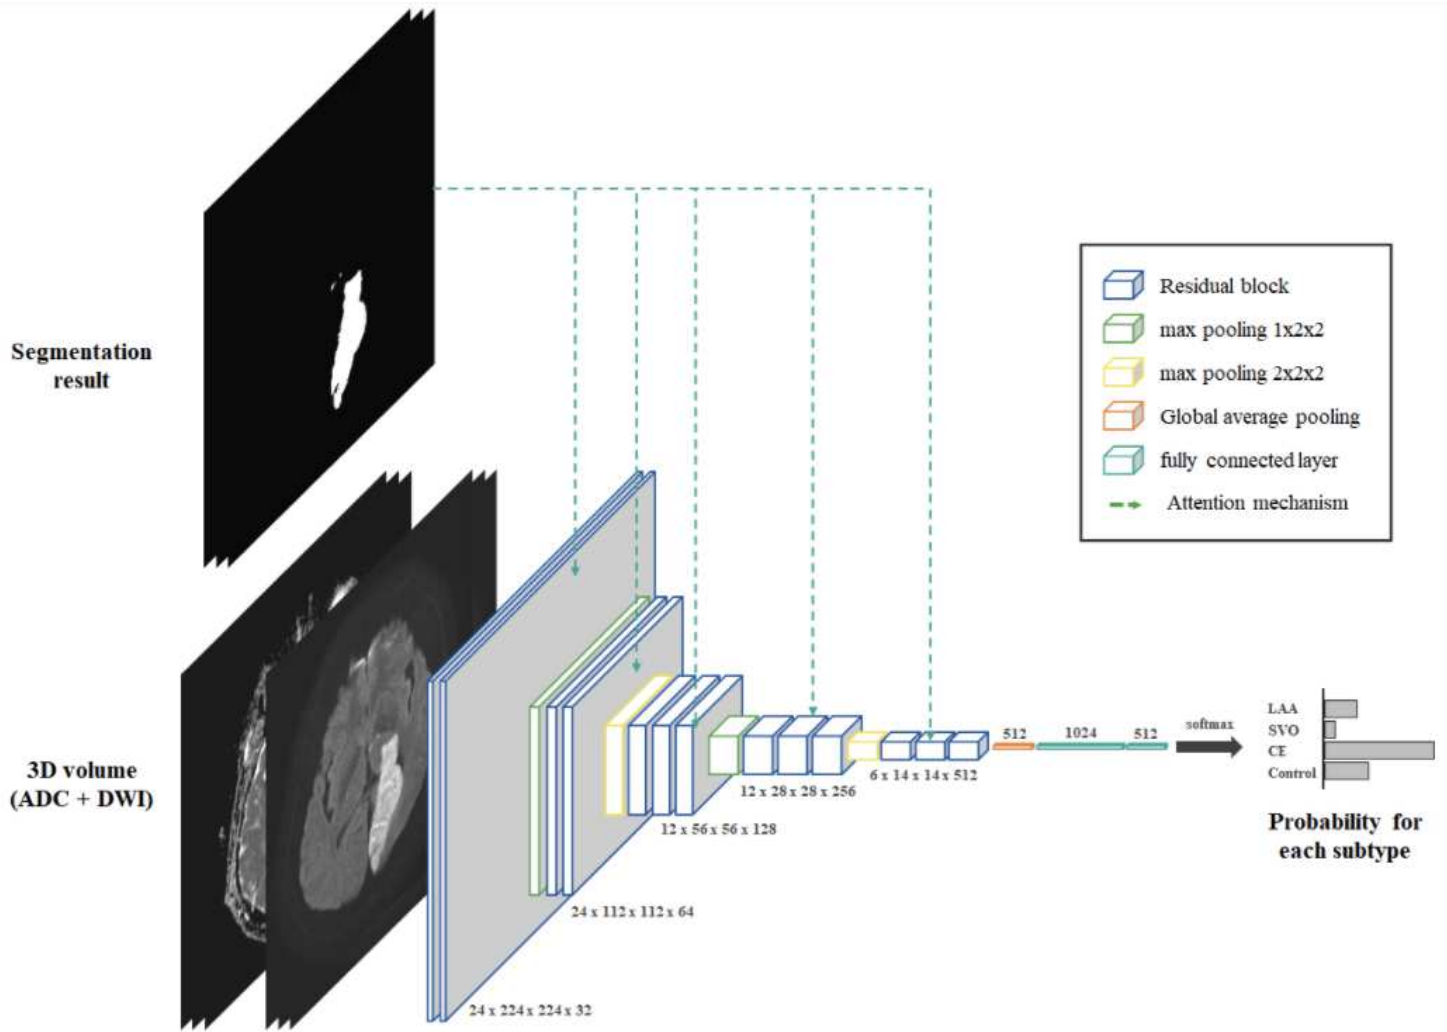 Segmentation
result
3D volume
(ADC + DWI)
24 x 224 x 224 x 32
24 x 112 x 112 x 64
12 x 56 x 56 x 128
12 x 28 x 28 x 256
6 x 14 x 14 x 512
512
1024
512
softmax
Residual block
max pooling 1x2x2
max pooling 2x2x2
Global average pooling
fully connected layer
Attention mechanism
LAA
SVO
CE
Control
Probability for
each subtype